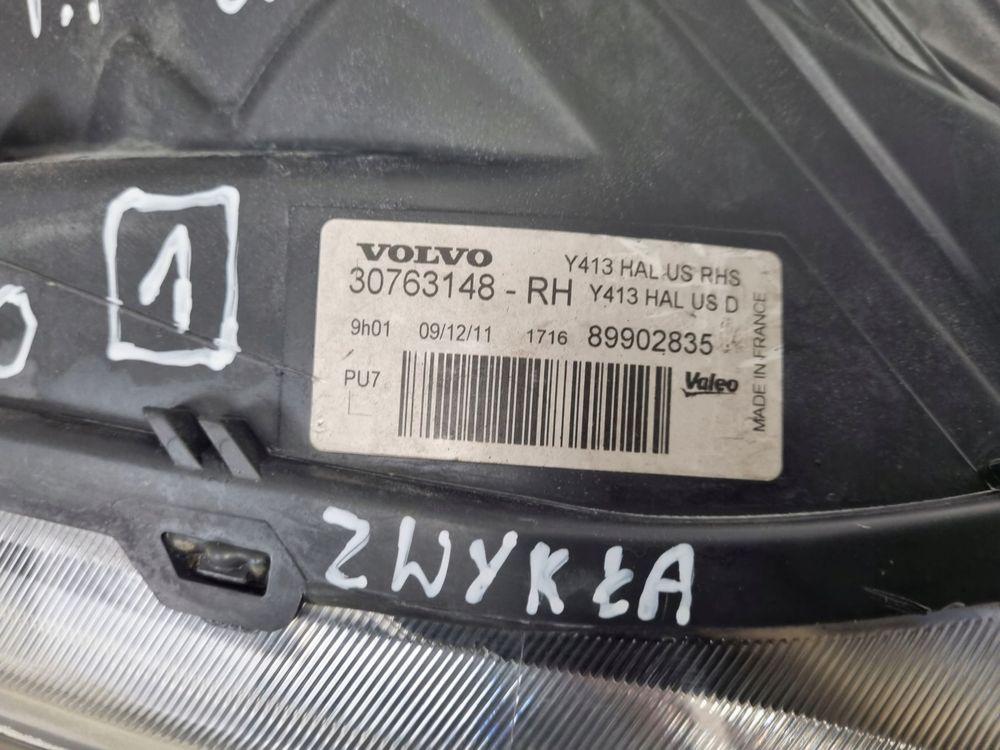 1
VOLVO
30763148 - RH
Y413 HAL US RHS
Y413 HAL US D
9h01 09/12/11 1716 89902835
PU7
Valeo
MADE IN FRANCE
ZWYKŁA